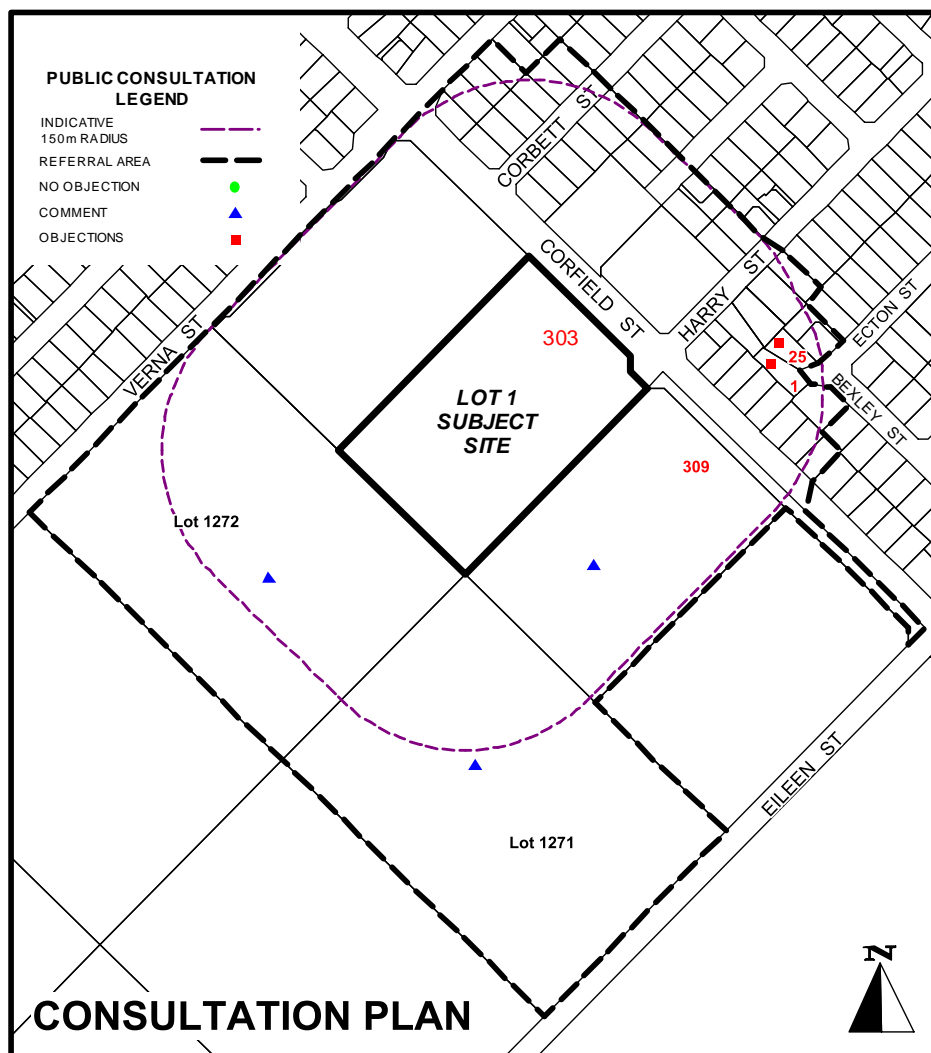 PUBLIC CONSULTATION
LEGEND
INDICATIVE
150m RADIUS
REFERRAL AREA
NO OBJECTION
COMMENT
OBJECTIONS
CORBETT ST
CORFIELD ST
HARRY ST
ECTON ST
VERNA ST
303
25
1
BEXLEY ST
LOT 1
SUBJECT
SITE
309
Lot 1272
EILEEN ST
Lot 1271
N
CONSULTATION PLAN